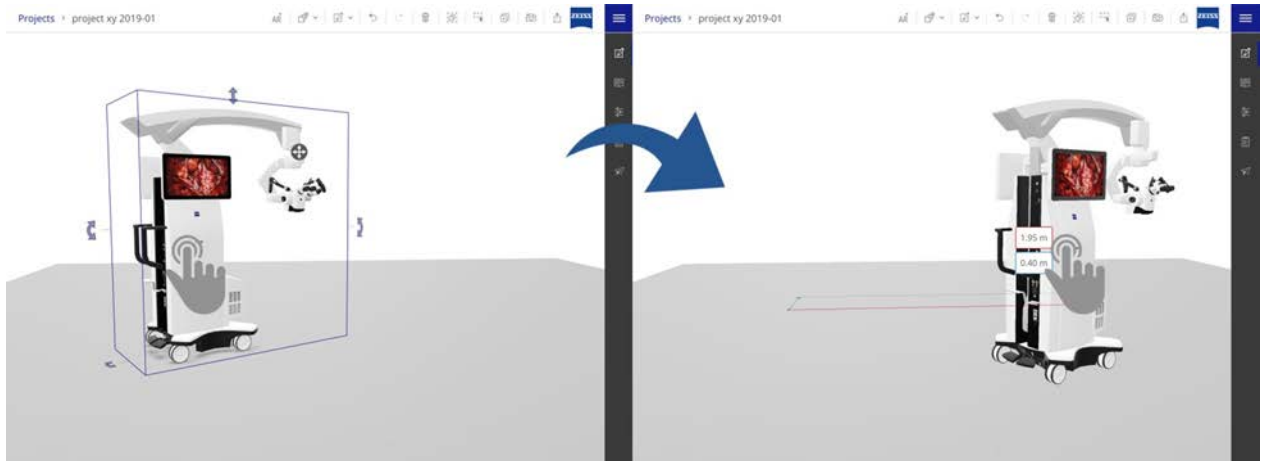 Projects › project xy 2019-01
ZEISS
Projects › project xy 2019-01
ZEISS
1.95 m
0.40 m